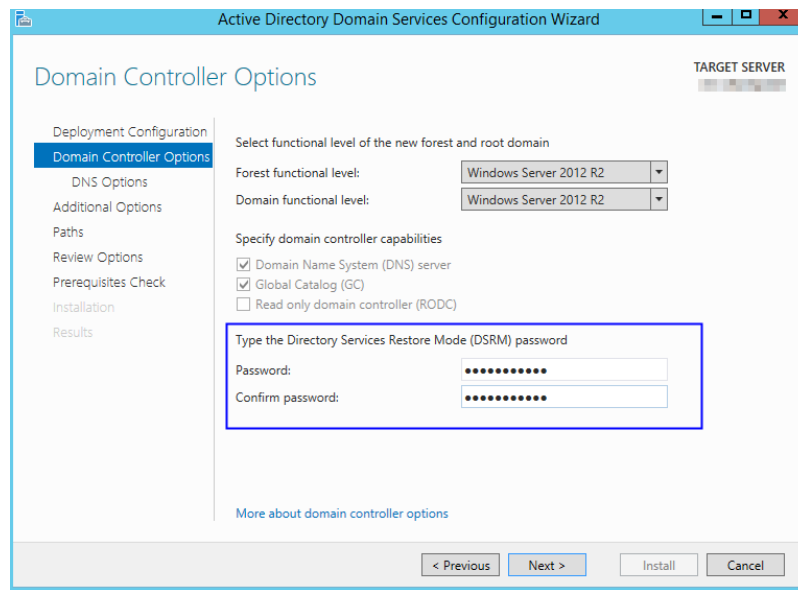 Active Directory Domain Services Configuration Wizard
Domain Controller Options
TARGET SERVER
Deployment Configuration
Domain Controller Options
DNS Options
Additional Options
Paths
Review Options
Prerequisites Check
Installation
Results
Select functional level of the new forest and root domain
Forest functional level: Windows Server 2012 R2
Domain functional level: Windows Server 2012 R2
Specify domain controller capabilities
Domain Name System (DNS) server
Global Catalog (GC)
Read only domain controller (RODC)
Type the Directory Services Restore Mode (DSRM) password
Password: •••••••••••
Confirm password: •••••••••••
More about domain controller options
< Previous Next > Install Cancel